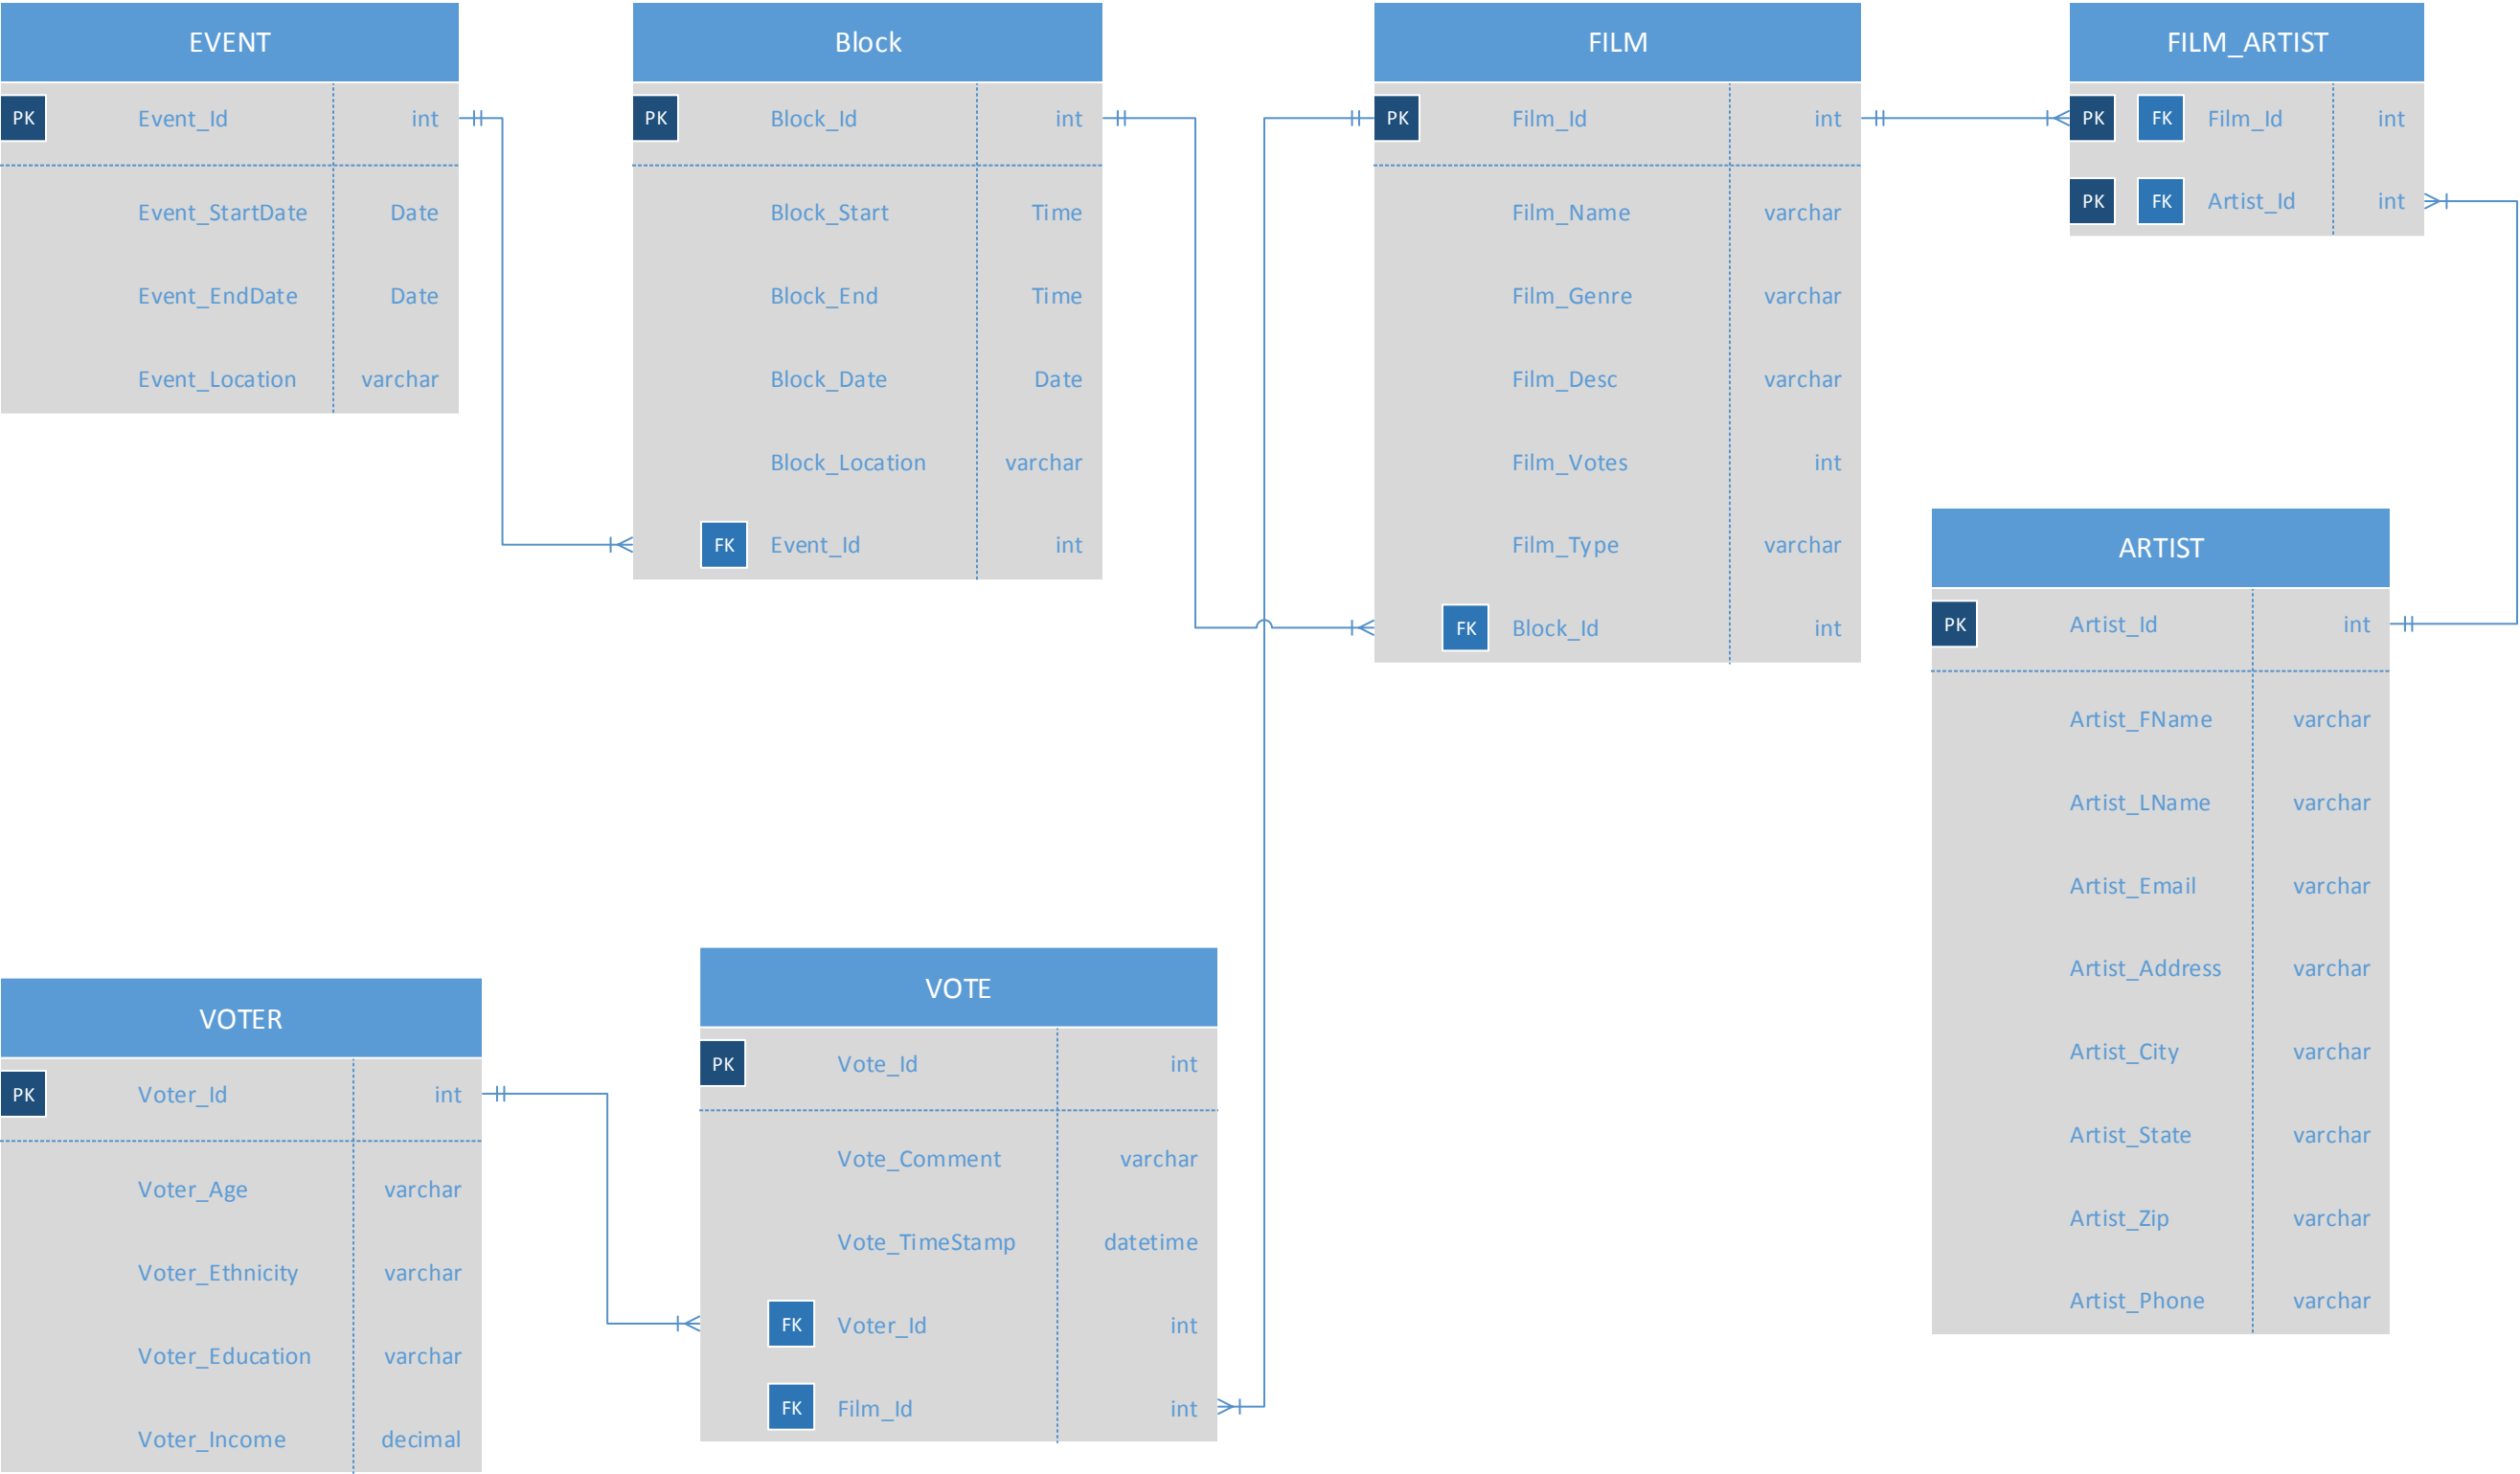 EVENT
PK Event_Id int
Event_StartDate Date
Event_EndDate Date
Event_Location varchar
Block
PK Block_Id int
Block_Start Time
Block_End Time
Block_Date Date
Block_Location varchar
FK Event_Id int
FILM
PK Film_Id int
Film_Name varchar
Film_Genre varchar
Film_Desc varchar
Film_Votes int
Film_Type varchar
FK Block_Id int
FILM_ARTIST
PK FK Film_Id int
PK FK Artist_Id int
ARTIST
PK Artist_Id int
Artist_FName varchar
Artist_LName varchar
Artist_Email varchar
Artist_Address varchar
Artist_City varchar
Artist_State varchar
Artist_Zip varchar
Artist_Phone varchar
VOTER
PK Voter_Id int
Voter_Age varchar
Voter_Ethnicity varchar
Voter_Education varchar
Voter_Income decimal
VOTE
PK Vote_Id int
Vote_Comment varchar
Vote_TimeStamp datetime
FK Voter_Id int
FK Film_Id int